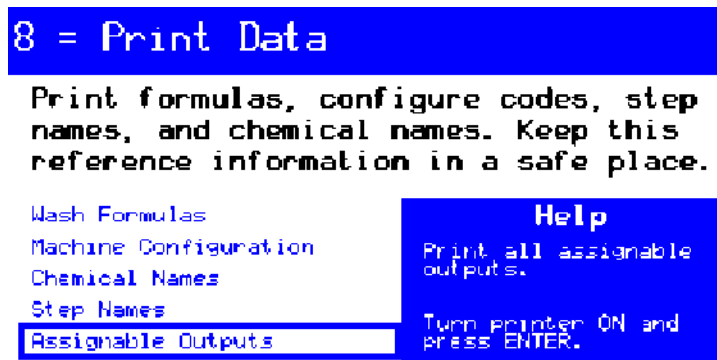 8 = Print Data
Print formulas, configure codes, step
names, and chemical names. Keep this
reference information in a safe place.
Wash Formulas
Machine Configuration
Chemical Names
Step Names
Assignable Outputs
Help
Print all assignable
outputs.
Turn printer ON and
press ENTER.